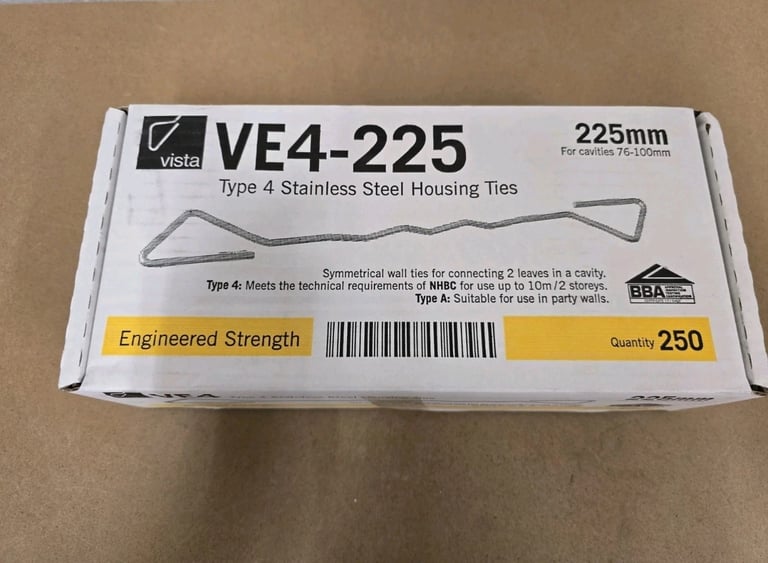 vista
VE4-225
225mm
For cavities 76-100mm
Type 4 Stainless Steel Housing Ties
Symmetrical wall ties for connecting 2 leaves in a cavity.
Type 4: Meets the technical requirements of NHBC for use up to 10m/2 storeys.
Type A: Suitable for use in party walls.
BBA
Engineered Strength
Quantity 250
VE4
225mm